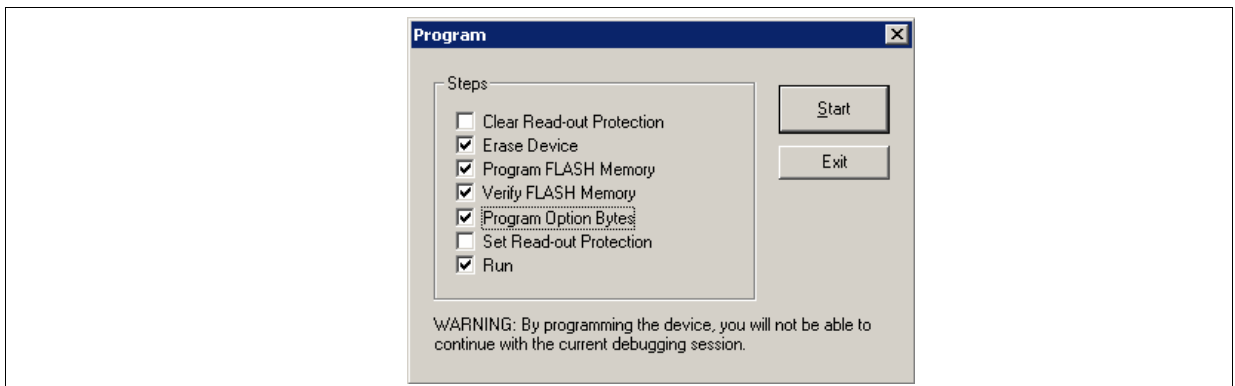 Program
Steps
Clear Read-out Protection
Erase Device
Program FLASH Memory
Verify FLASH Memory
Program Option Bytes
Set Read-out Protection
Run
Start
Exit
WARNING: By programming the device, you will not be able to
continue with the current debugging session.